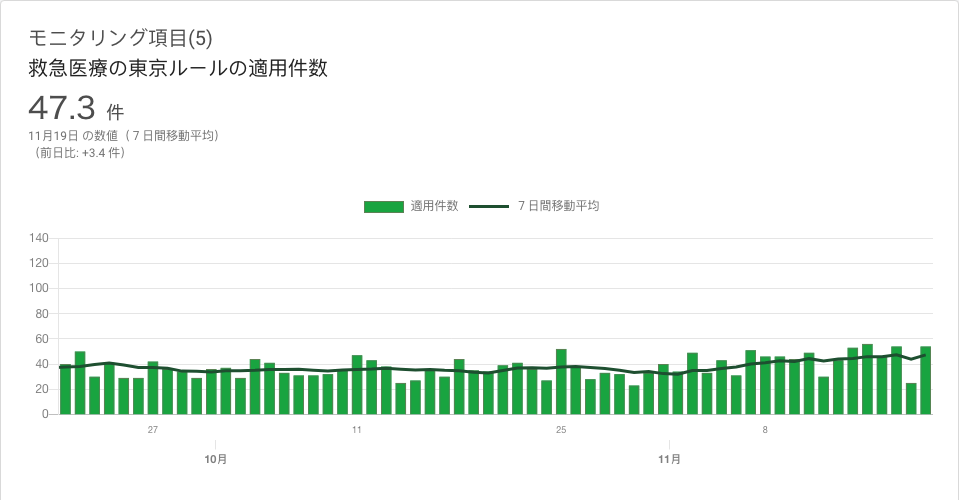 モニタリング項目(5)
救急医療の東京ルールの適用件数
47.3 件
11月19日 の数値（７日間移動平均）
（前日比: +3.4 件）
適用件数 ７日間移動平均
140
120
100
80
60
40
20
0
27 11 25 8
10月 11月